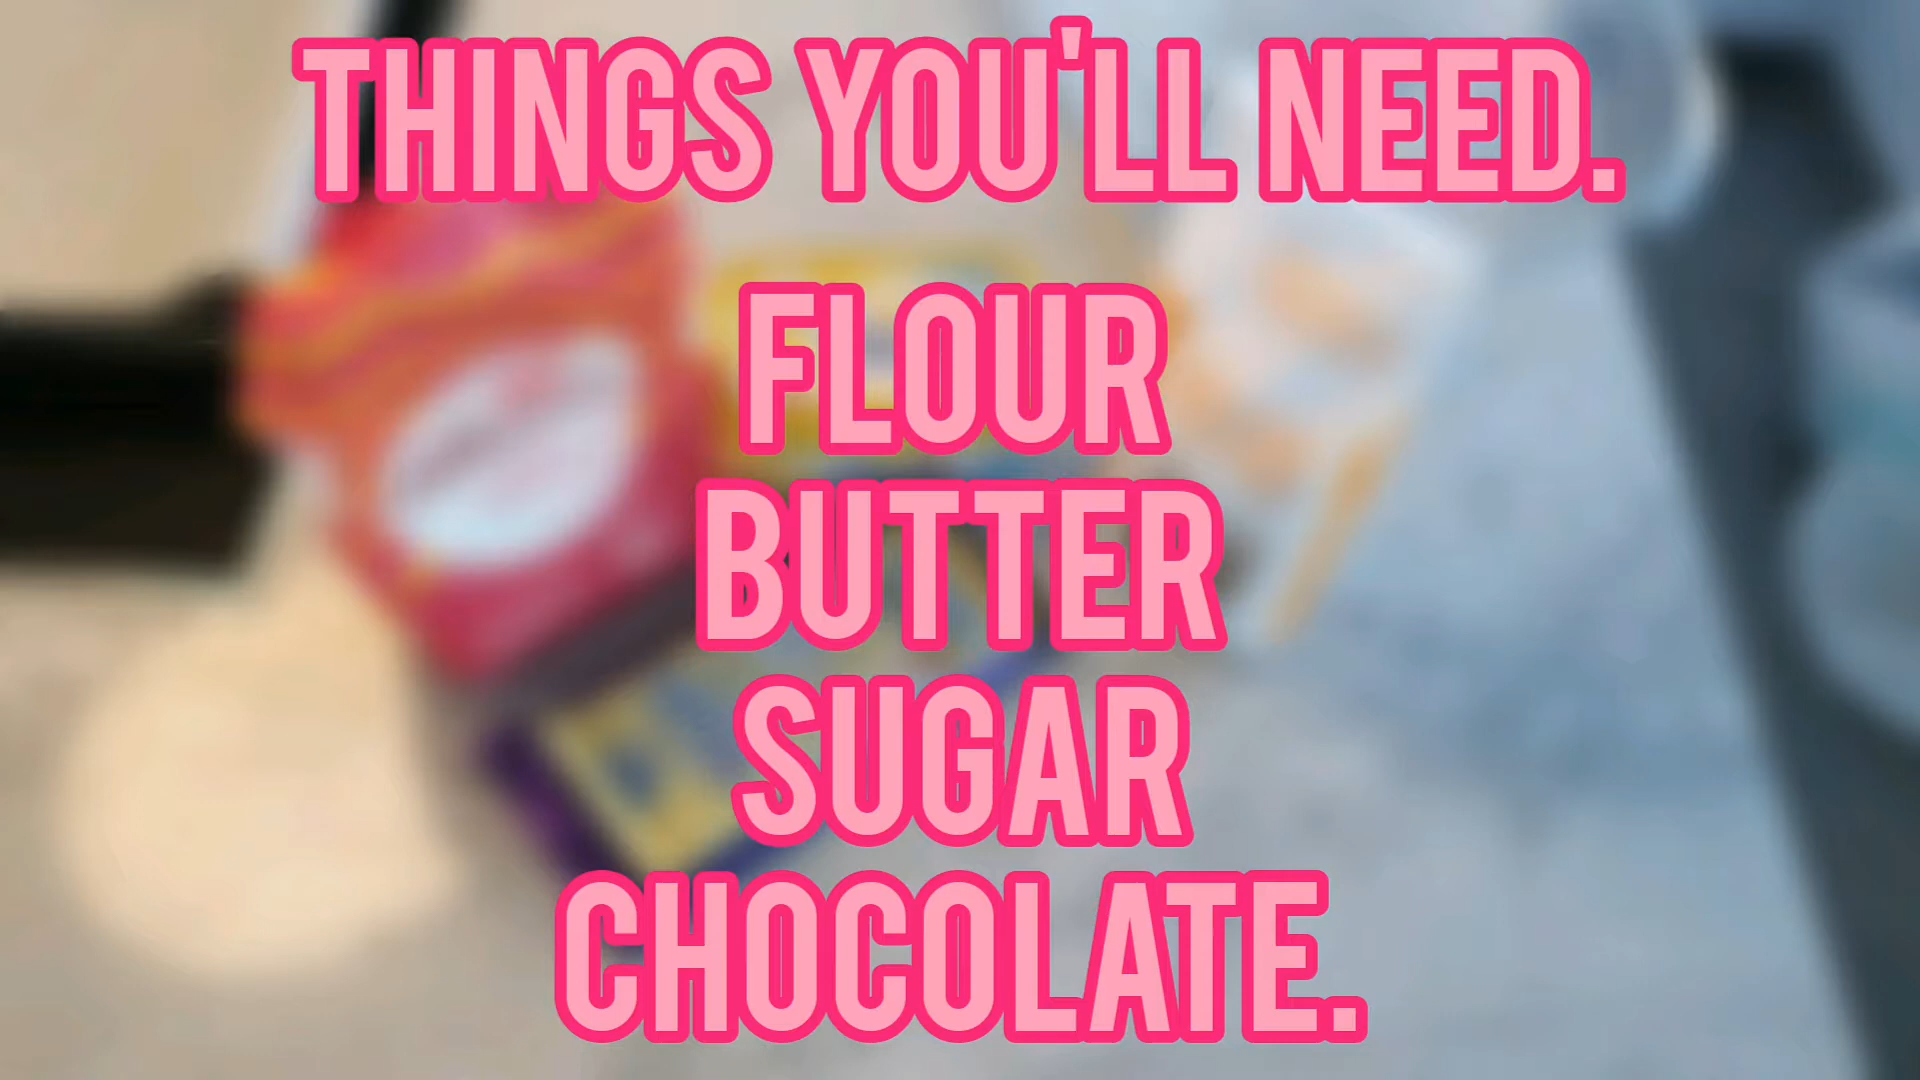 THINGS YOU'LL NEED.
FLOUR
BUTTER
SUGAR
CHOCOLATE.